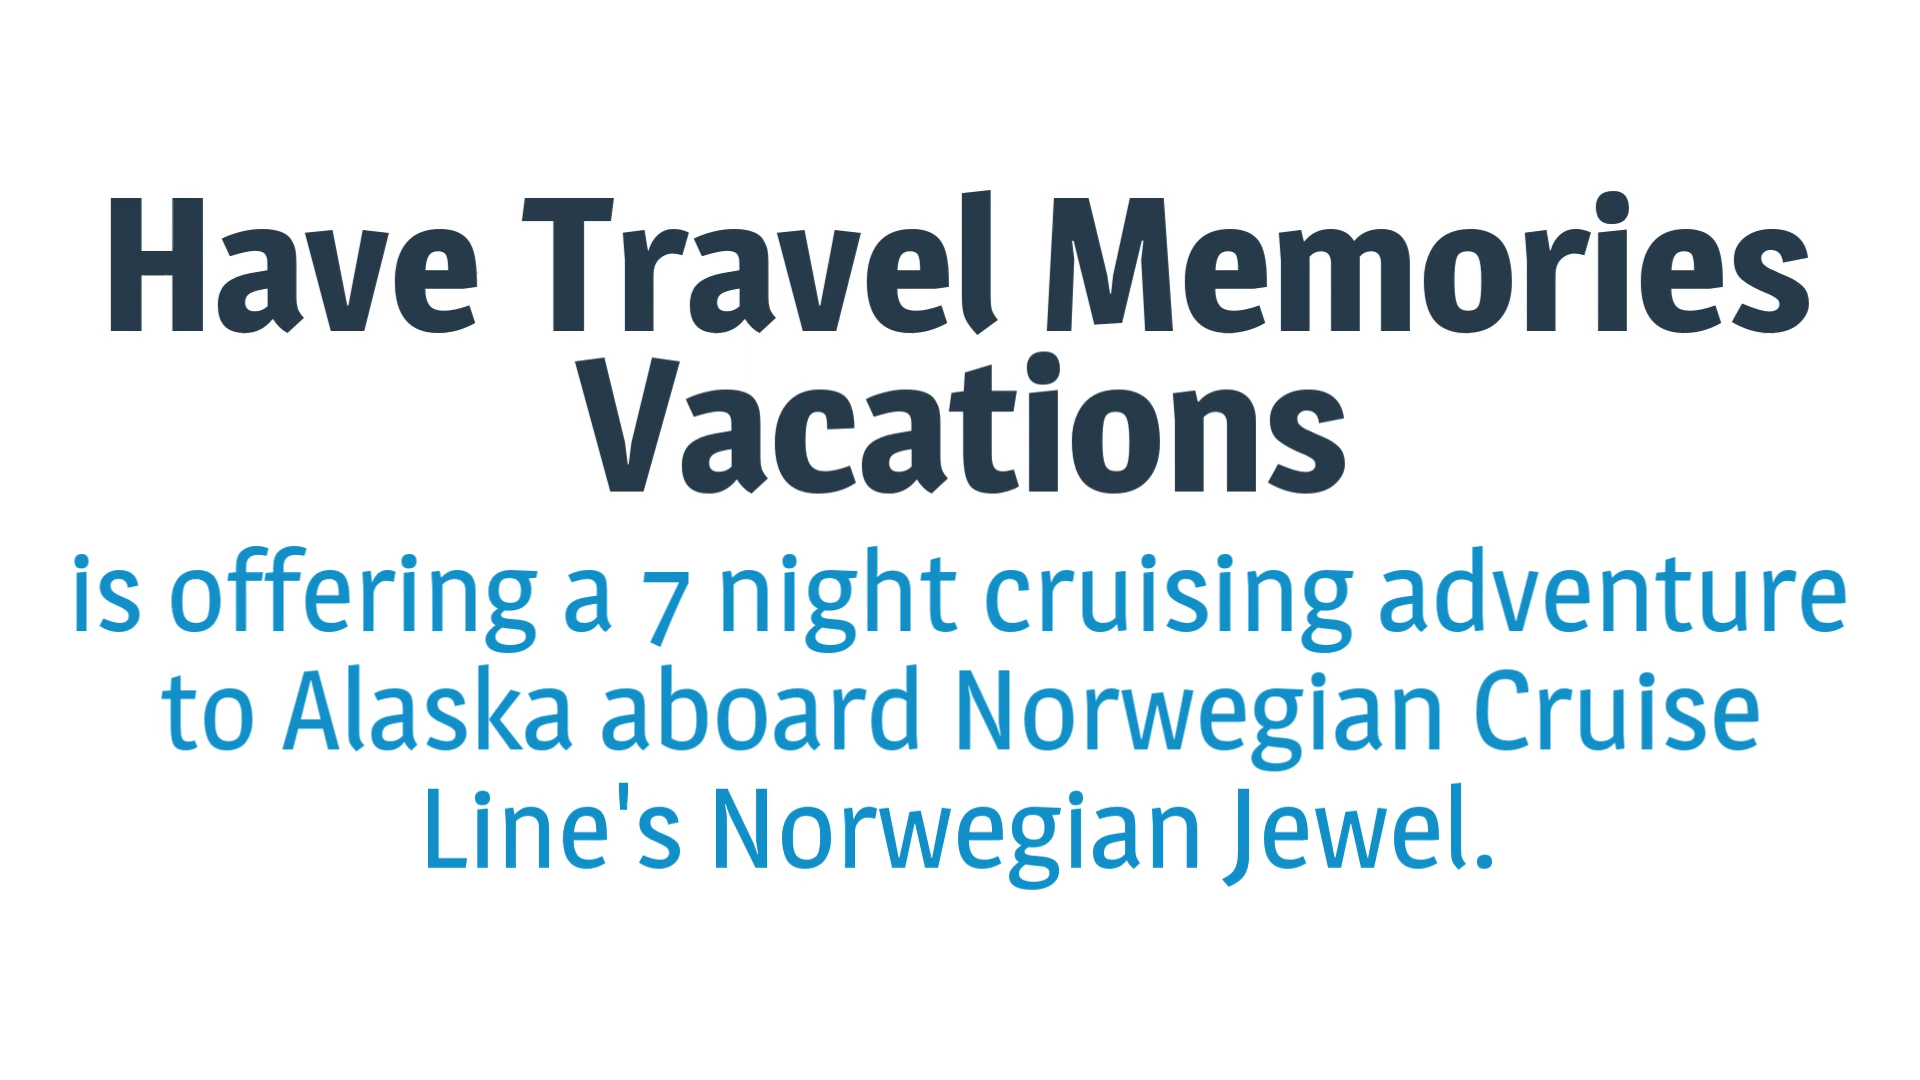 Have Travel Memories
Vacations
is offering a 7 night cruising adventure
to Alaska aboard Norwegian Cruise
Line's Norwegian Jewel.